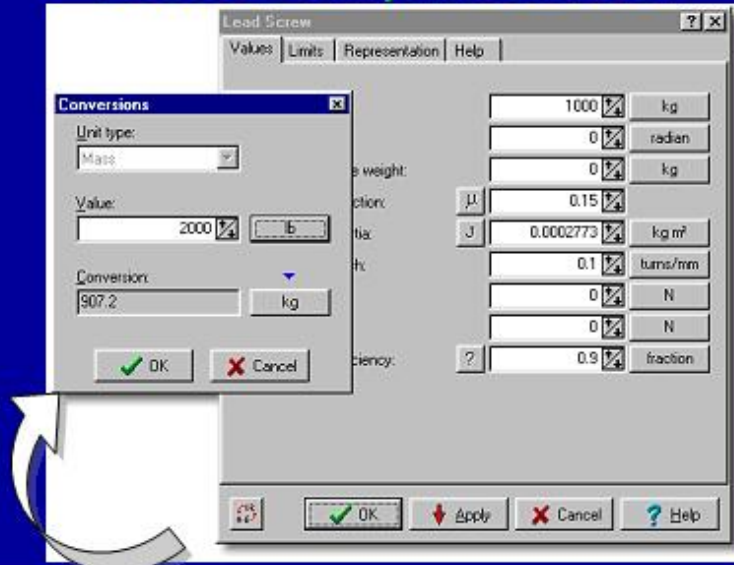 Lead Screw
Values Limits Representation Help
1000 kg
0 radian
e weight: 0 kg
ction: µ 0.15
tia: J 0.0002773 kg m²
h: 0.1 turns/mm
0 N
0 N
ciency: ? 0.9 fraction
OK Apply Cancel Help
Conversions
Unit type:
Mass
Value:
2000 lb
Conversion:
907.2 kg
OK Cancel